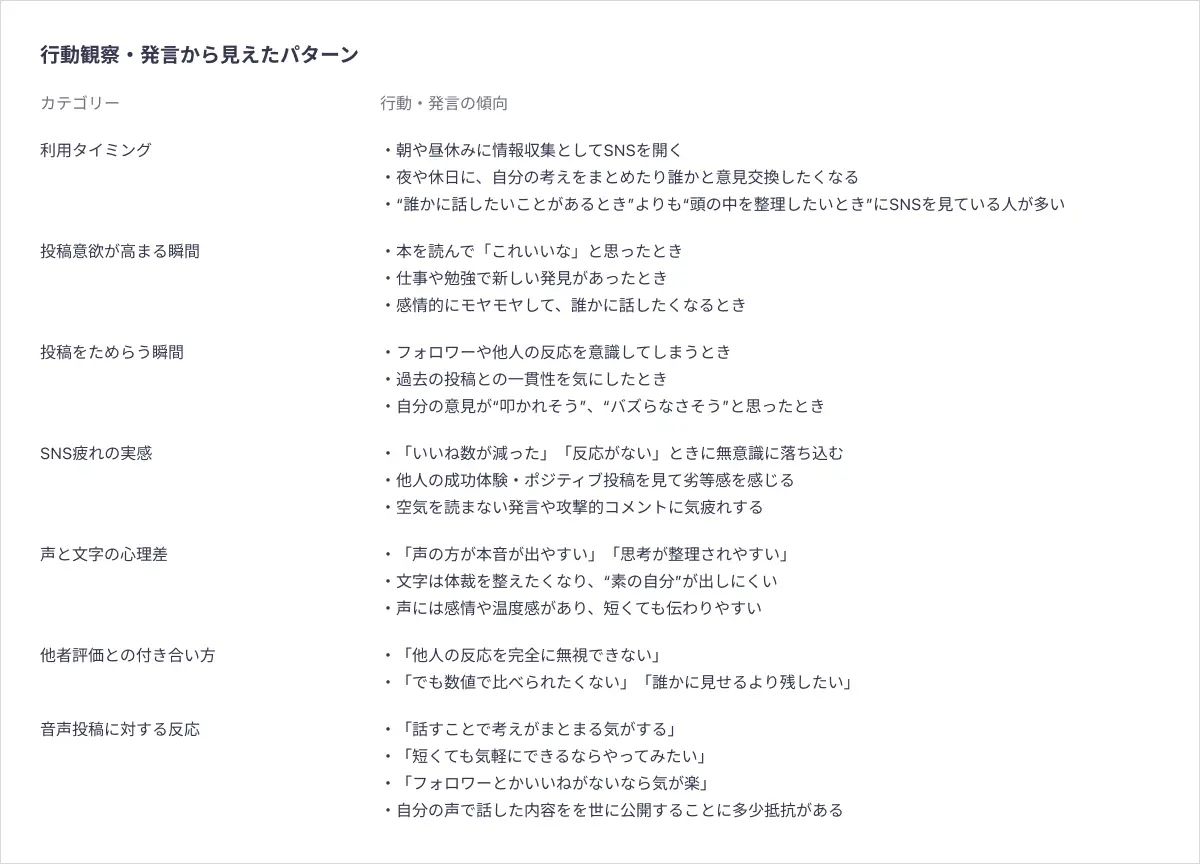 行動観察・発言から見えたパターン
カテゴリー 行動・発言の傾向
利用タイミング ・朝や昼休みに情報収集としてSNSを開く
・夜や休日に、自分の考えをまとめたり誰かと意見交換したくなる
・“誰かに話したいことがあるとき”よりも“頭の中を整理したいとき”にSNSを見ている人が多い
投稿意欲が高まる瞬間 ・本を読んで「これいいな」と思ったとき
・仕事や勉強で新しい発見があったとき
・感情的にモヤモヤして、誰かに話したくなるとき
投稿をためらう瞬間 ・フォロワーや他人の反応を意識してしまうとき
・過去の投稿との一貫性を気にしたとき
・自分の意見が“叩かれそう”、“バズらなさそう”と思ったとき
SNS疲れの実感 ・「いいね数が減った」「反応がない」ときに無意識に落ち込む
・他人の成功体験・ポジティブ投稿を見て劣等感を感じる
・空気を読まない発言や攻撃的コメントに気疲れする
声と文字の心理差 ・「声の方が本音が出やすい」「思考が整理されやすい」
・文字は体裁を整えたくなり、“素の自分”が出しにくい
・声には感情や温度感があり、短くても伝わりやすい
他者評価との付き合い方 ・「他人の反応を完全に無視できない」
・「でも数値で比べられたくない」「誰かに見せるより残したい」
音声投稿に対する反応 ・「話すことで考えがまとまる気がする」
・「短くても気軽にできるならやってみたい」
・「フォロワーとかいいねがないなら気が楽」
・自分の声で話した内容をを世に公開することに多少抵抗がある